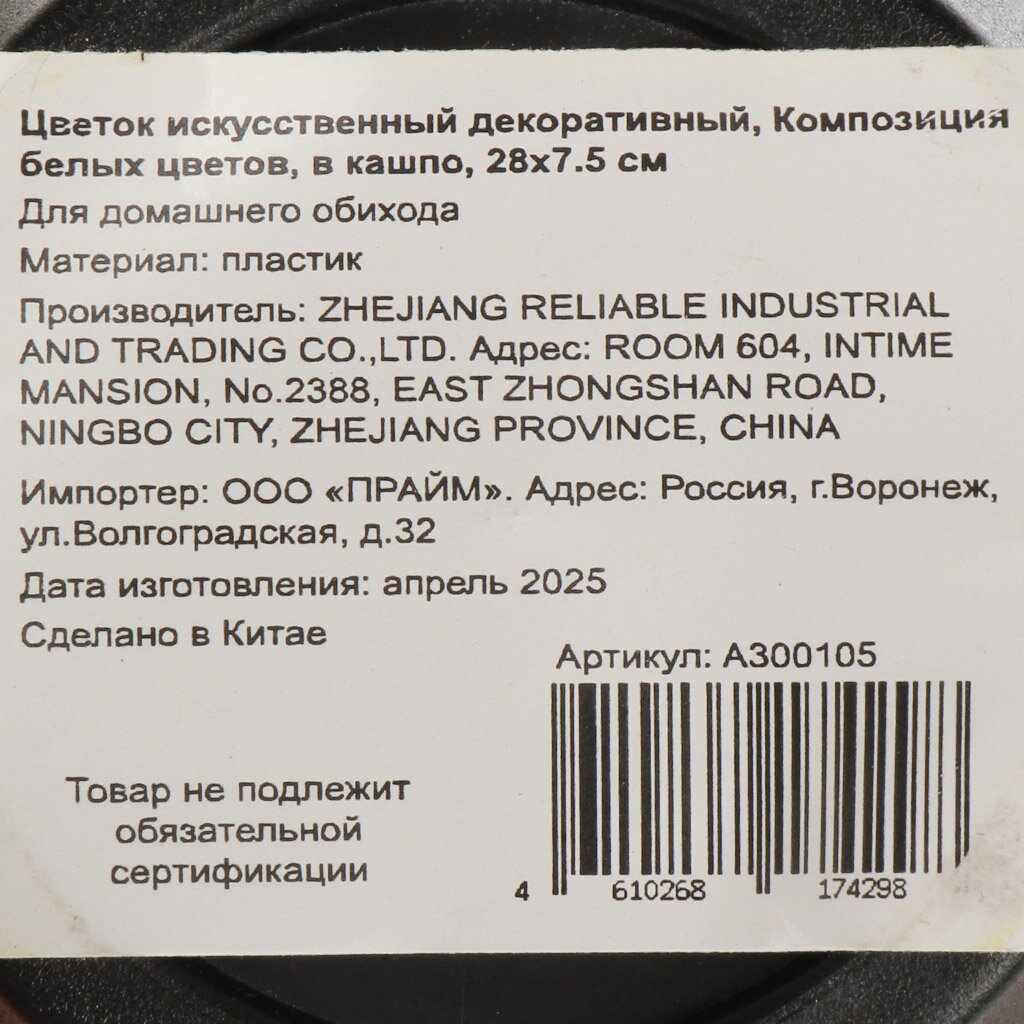 Цветок искусственный декоративный, Композиция
белых цветов, в кашпо, 28х7.5 см
Для домашнего обихода
Материал: пластик
Производитель: ZHEJIANG RELIABLE INDUSTRIAL
AND TRADING CO.,LTD. Адрес: ROOM 604, INTIME
MANSION, No.2388, EAST ZHONGSHAN ROAD,
NINGBO CITY, ZHEJIANG PROVINCE, CHINA
Импортер: ООО «ПРАЙМ». Адрес: Россия, г.Воронеж,
ул.Волгоградская, д.32
Дата изготовления: апрель 2025
Сделано в Китае
Артикул: А300105
Товар не подлежит
обязательной
сертификации
4 610268 174298